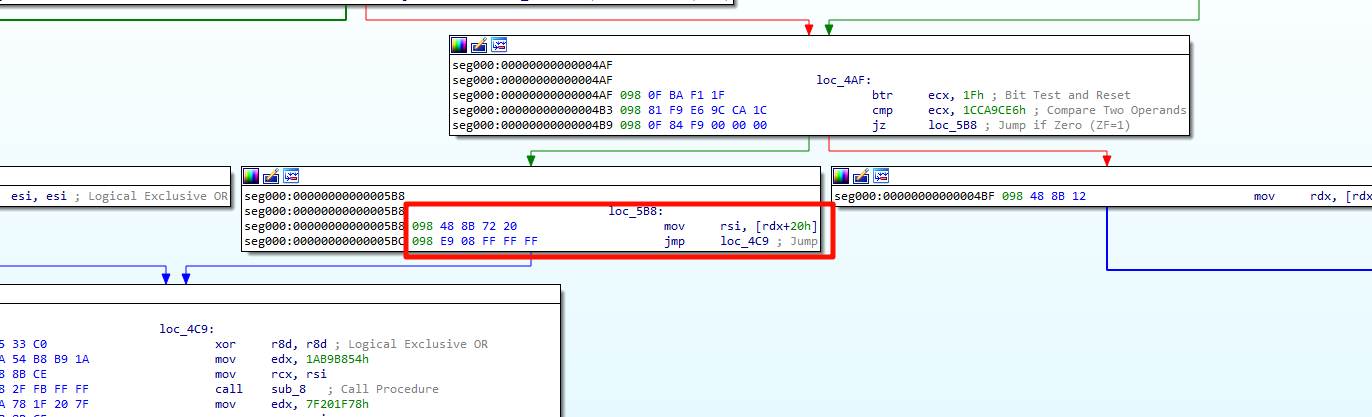 seg000:00000000000004AF
seg000:00000000000004AF loc_4AF:
seg000:00000000000004AF 098 0F BA F1 1F btr ecx, 1Fh ; Bit Test and Reset
seg000:00000000000004B3 098 81 F9 E6 9C CA 1C cmp ecx, 1CCA9CE6h ; Compare Two Operands
seg000:00000000000004B9 098 0F 84 F9 00 00 00 jz loc_5B8 ; Jump if Zero (ZF=1)
esi, esi ; Logical Exclusive OR
seg000:00000000000005B8
seg000:00000000000005B8 loc_5B8:
seg000:00000000000005B8 098 48 8B 72 20 mov rsi, [rdx+20h]
seg000:00000000000005BC 098 E9 08 FF FF FF jmp loc_4C9 ; Jump
seg000:00000000000004BF 098 48 8B 12 mov rdx, [rdx
loc_4C9:
33 C0 xor r8d, r8d ; Logical Exclusive OR
54 B8 B9 1A mov edx, 1AB9B854h
8B CE mov rcx, rsi
2F FB FF FF call sub_8 ; Call Procedure
78 1F 20 7F mov edx, 7F201F78h